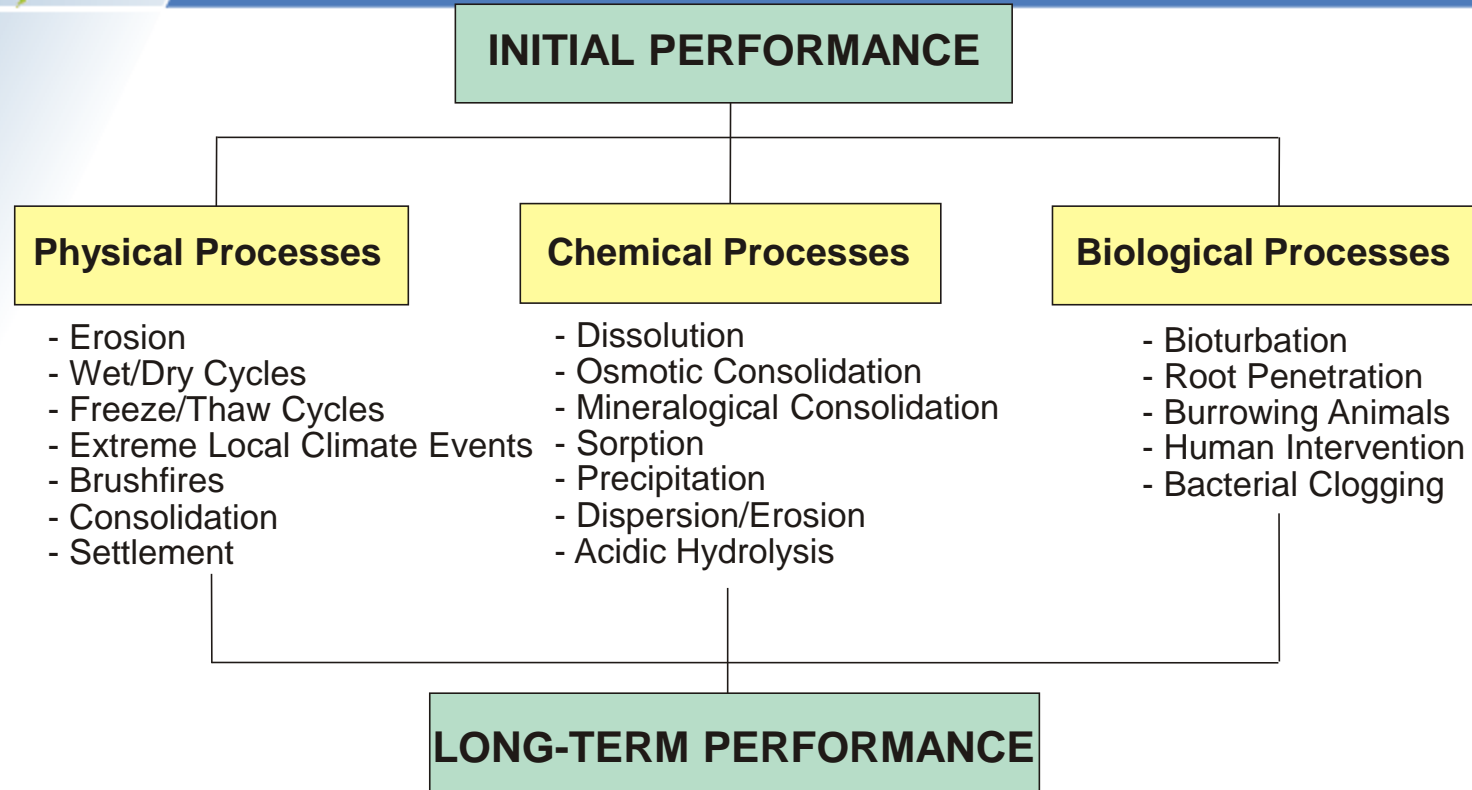 INITIAL PERFORMANCE
Physical Processes
- Erosion
- Wet/Dry Cycles
- Freeze/Thaw Cycles
- Extreme Local Climate Events
- Brushfires
- Consolidation
- Settlement
Chemical Processes
- Dissolution
- Osmotic Consolidation
- Mineralogical Consolidation
- Sorption
- Precipitation
- Dispersion/Erosion
- Acidic Hydrolysis
Biological Processes
- Bioturbation
- Root Penetration
- Burrowing Animals
- Human Intervention
- Bacterial Clogging
LONG-TERM PERFORMANCE